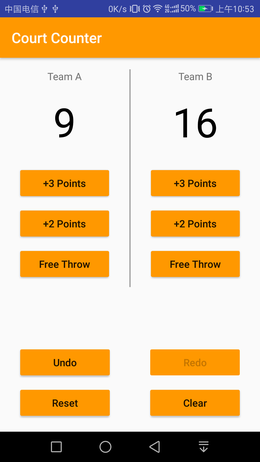 中国电信 0K/s 50% 上午10:53
Court Counter
Team A Team B
9 16
+3 Points +3 Points
+2 Points +2 Points
Free Throw Free Throw
Undo Redo
Reset Clear